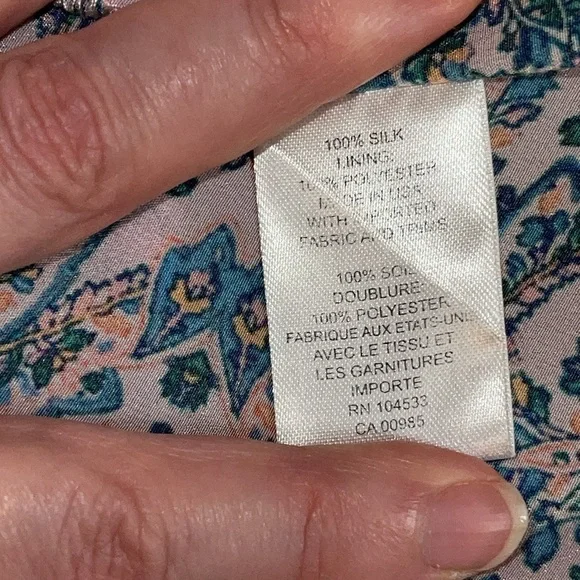 100% SILK
LINING:
100% POLYESTER
MADE IN USA
WITH IMPORTED
FABRIC AND TRIMS
100% SOIE
DOUBLURE:
100% POLYESTER
FABRIQUE AUX ETATS-UNIS
AVEC LE TISSU ET
LES GARNITURES
IMPORTE
RN 104533
CA 00985